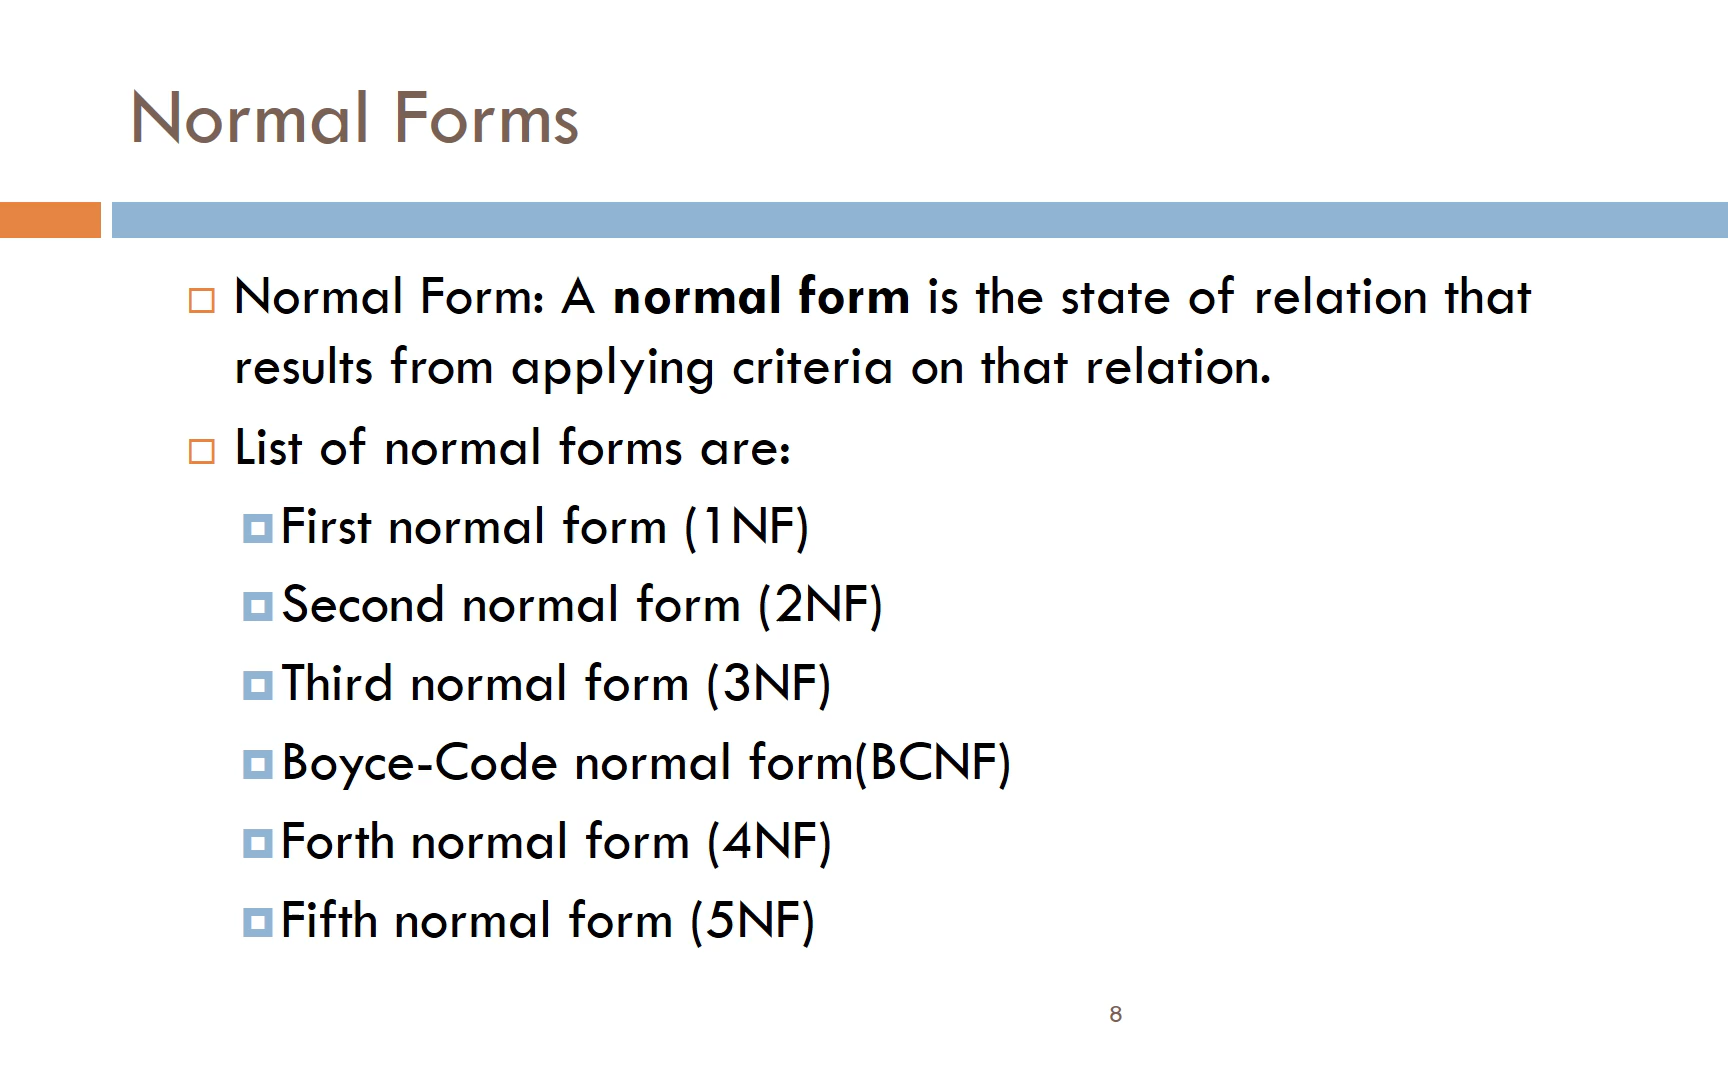 Normal Forms
Normal Form: A normal form is the state of relation that
results from applying criteria on that relation.
List of normal forms are:
First normal form (1NF)
Second normal form (2NF)
Third normal form (3NF)
Boyce-Code normal form(BCNF)
Forth normal form (4NF)
Fifth normal form (5NF)
8